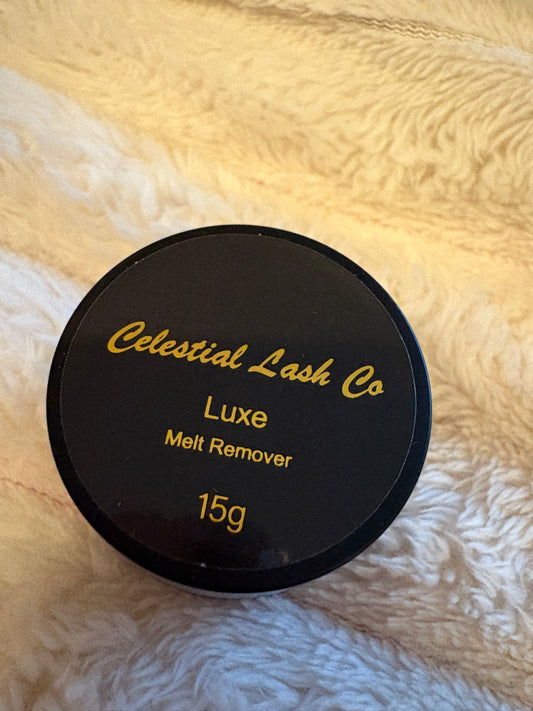 Celestial Lash Co
Luxe
Melt Remover
15g